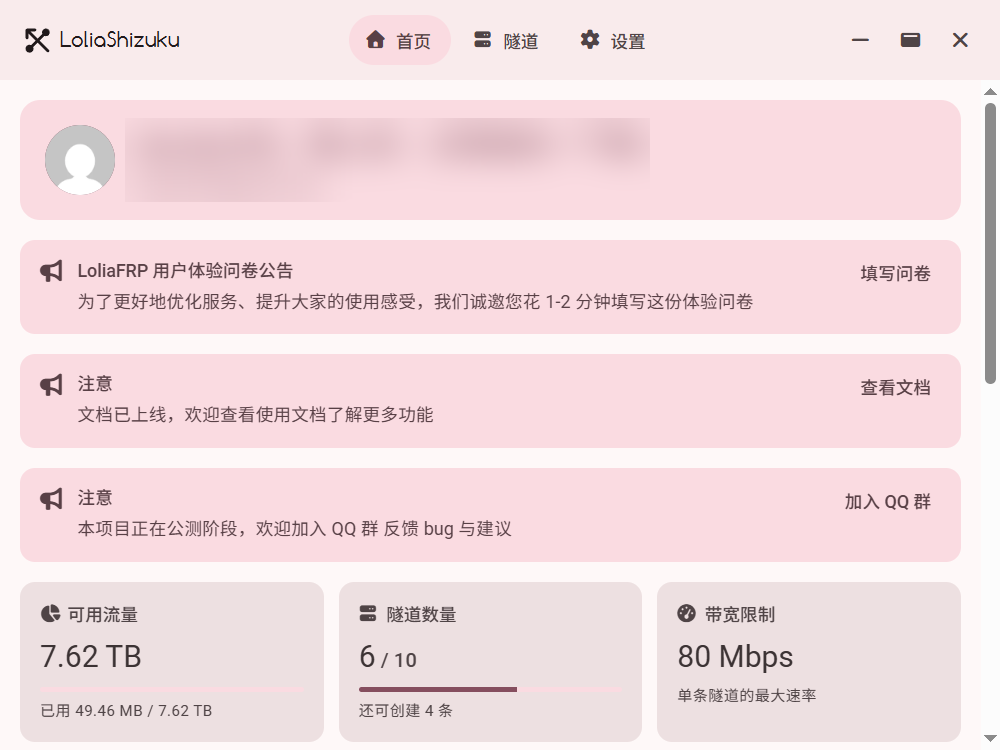 LoliaShizuku
首页
隧道
设置
LoliaFRP 用户体验问卷公告
为了更好地优化服务、提升大家的使用感受，我们诚邀您花 1-2 分钟填写这份体验问卷
填写问卷
注意
文档已上线，欢迎查看使用文档了解更多功能
查看文档
注意
本项目正在公测阶段，欢迎加入 QQ 群 反馈 bug 与建议
加入 QQ 群
可用流量
7.62 TB
已用 49.46 MB / 7.62 TB
隧道数量
6 / 10
还可创建 4 条
带宽限制
80 Mbps
单条隧道的最大速率